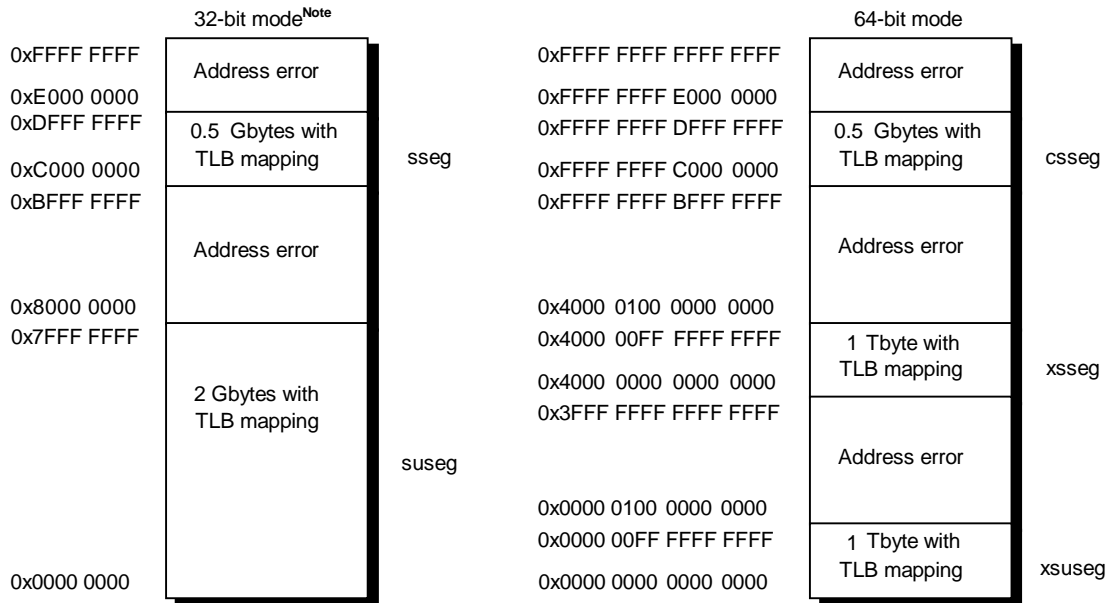 32-bit mode^Note
0xFFFF FFFF
Address error
0xE000 0000
0xDFFF FFFF
0.5 Gbytes with
TLB mapping
sseg
0xC000 0000
0xBFFF FFFF
Address error
0x8000 0000
0x7FFF FFFF
2 Gbytes with
TLB mapping
suseg
0x0000 0000
64-bit mode
0xFFFF FFFF FFFF FFFF
Address error
0xFFFF FFFF E000 0000
0xFFFF FFFF DFFF FFFF
0.5 Gbytes with
TLB mapping
csseg
0xFFFF FFFF C000 0000
0xFFFF FFFF BFFF FFFF
Address error
0x4000 0100 0000 0000
0x4000 00FF FFFF FFFF
1 Tbyte with
TLB mapping
xsseg
0x4000 0000 0000 0000
0x3FFF FFFF FFFF FFFF
Address error
0x0000 0100 0000 0000
0x0000 00FF FFFF FFFF
1 Tbyte with
TLB mapping
xsuseg
0x0000 0000 0000 0000